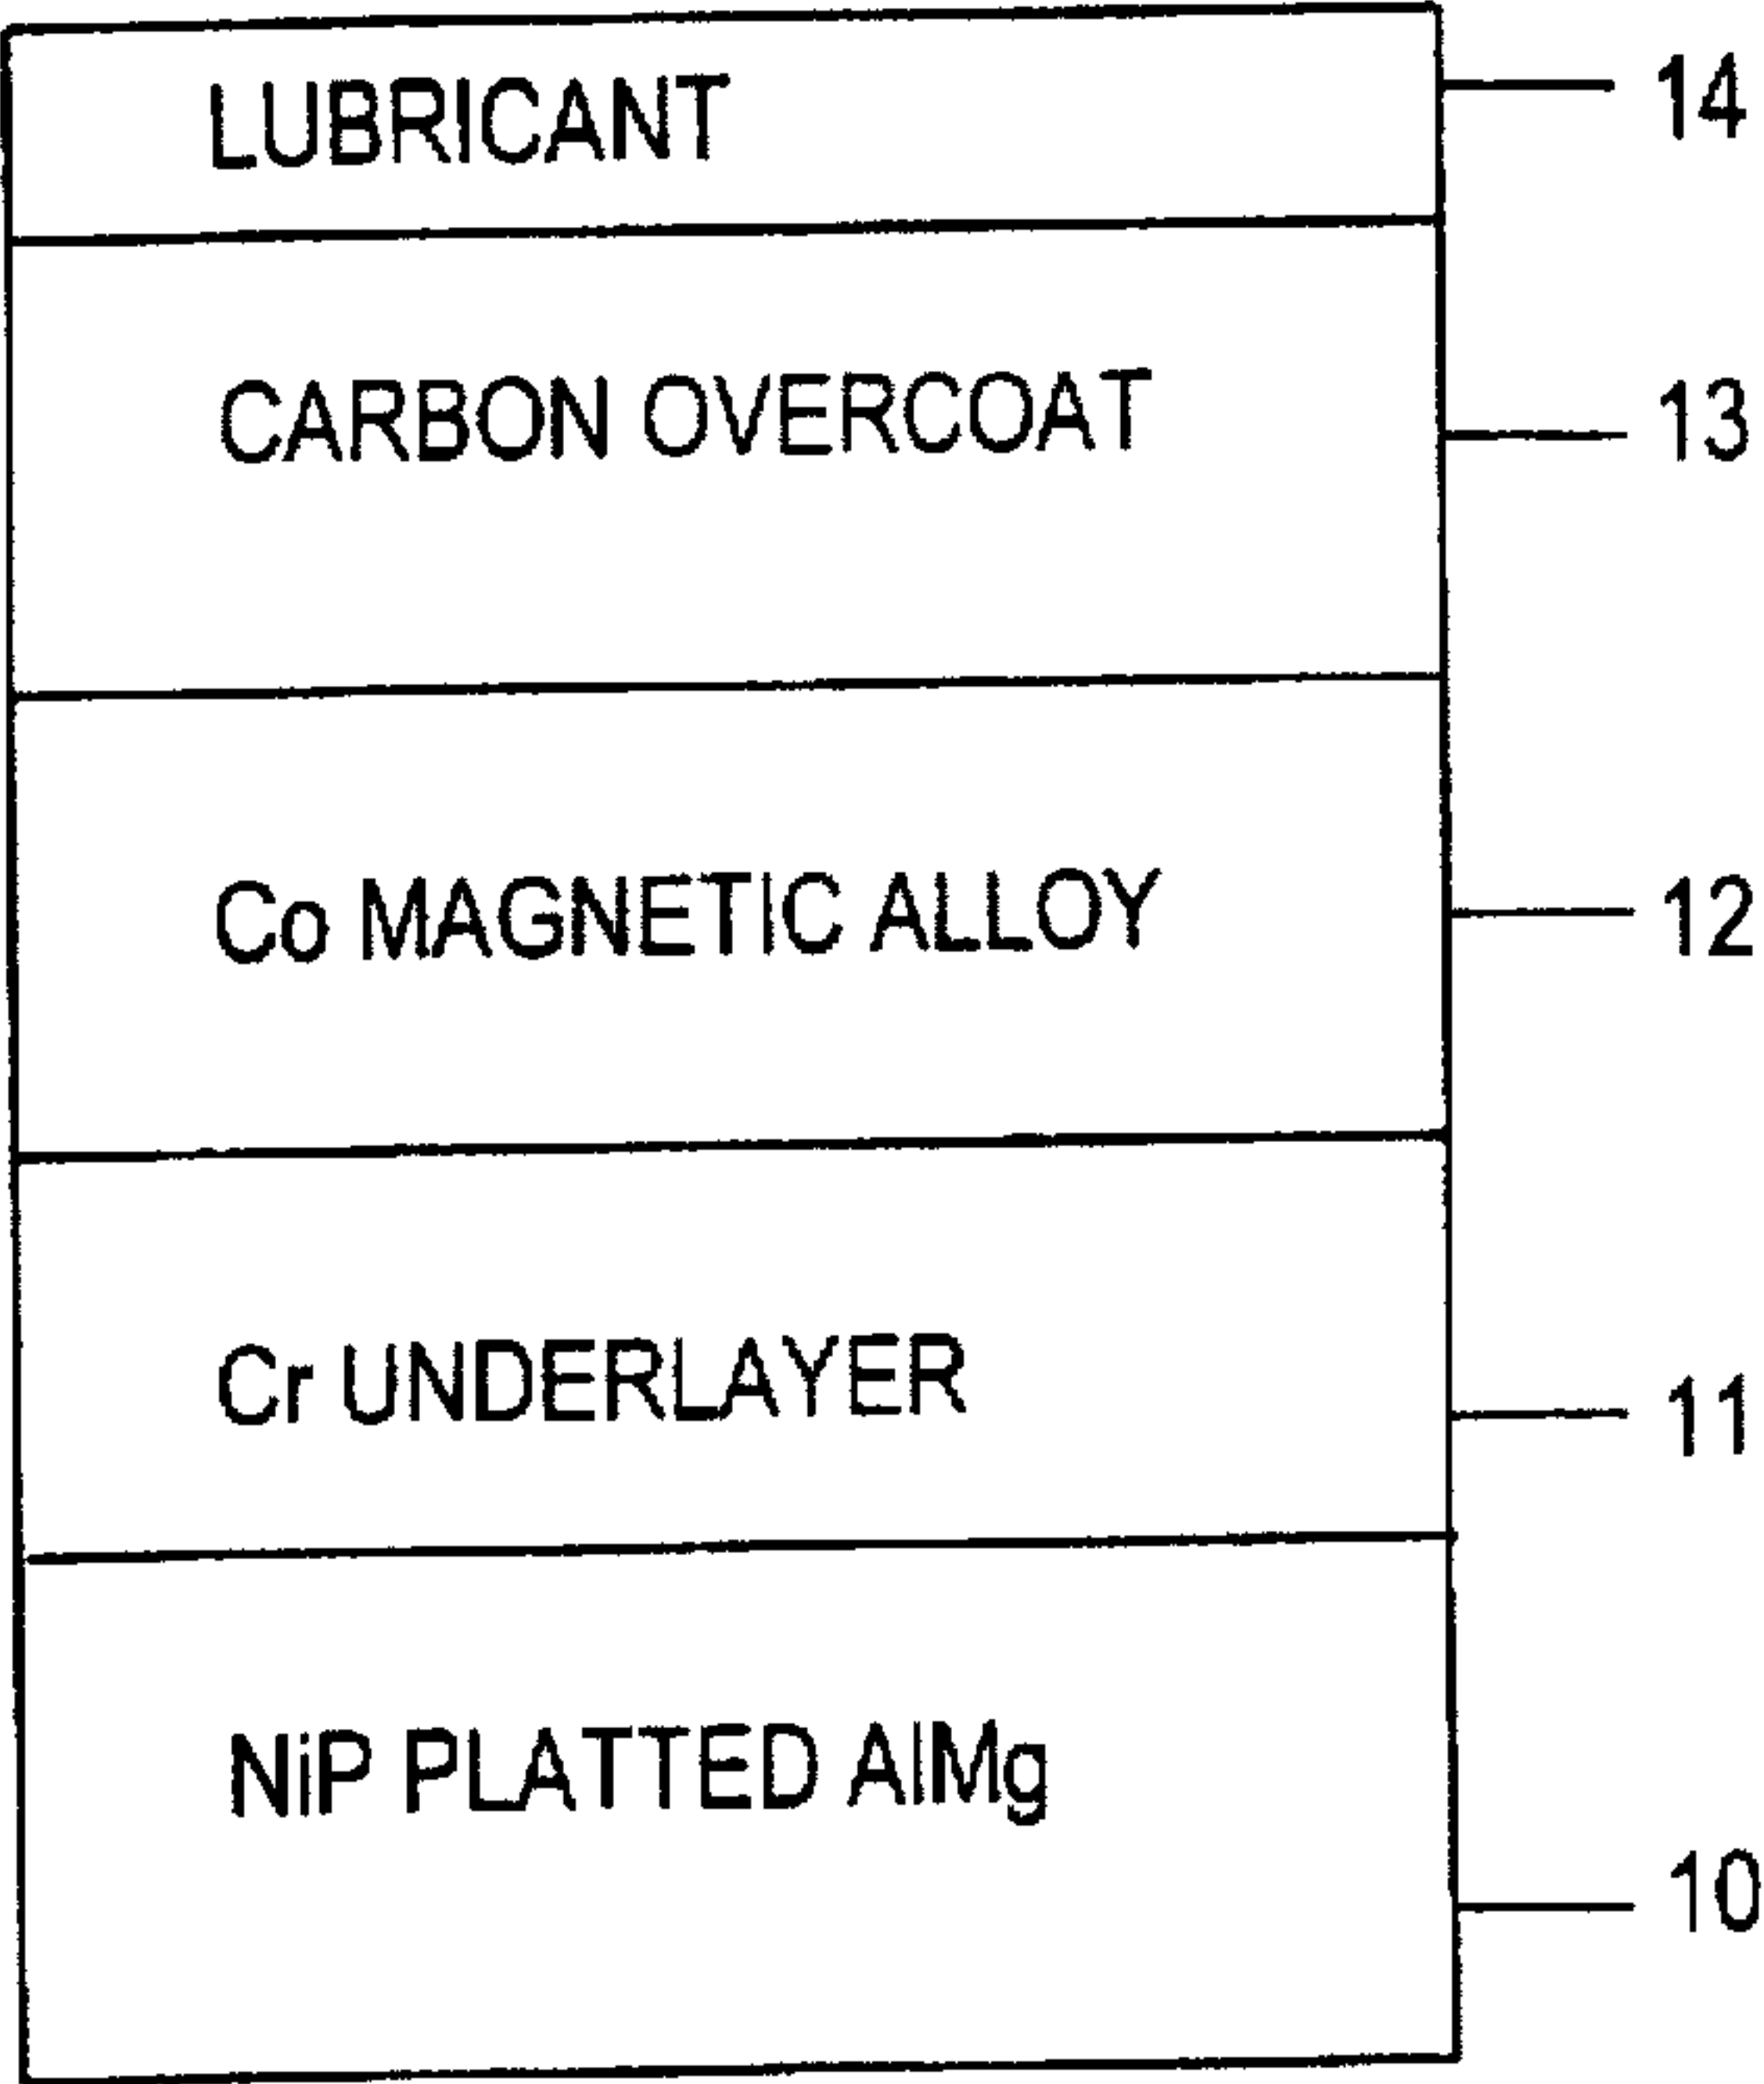 LUBRICANT 14
CARBON OVERCOAT 13
Co MAGNETIC ALLOY 12
Cr UNDERLAYER 11
NiP PLATTED AlMg
10